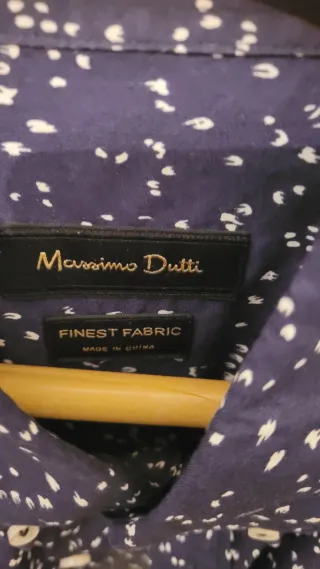 Massimo Dutti
FINEST FABRIC
MADE IN CHINA